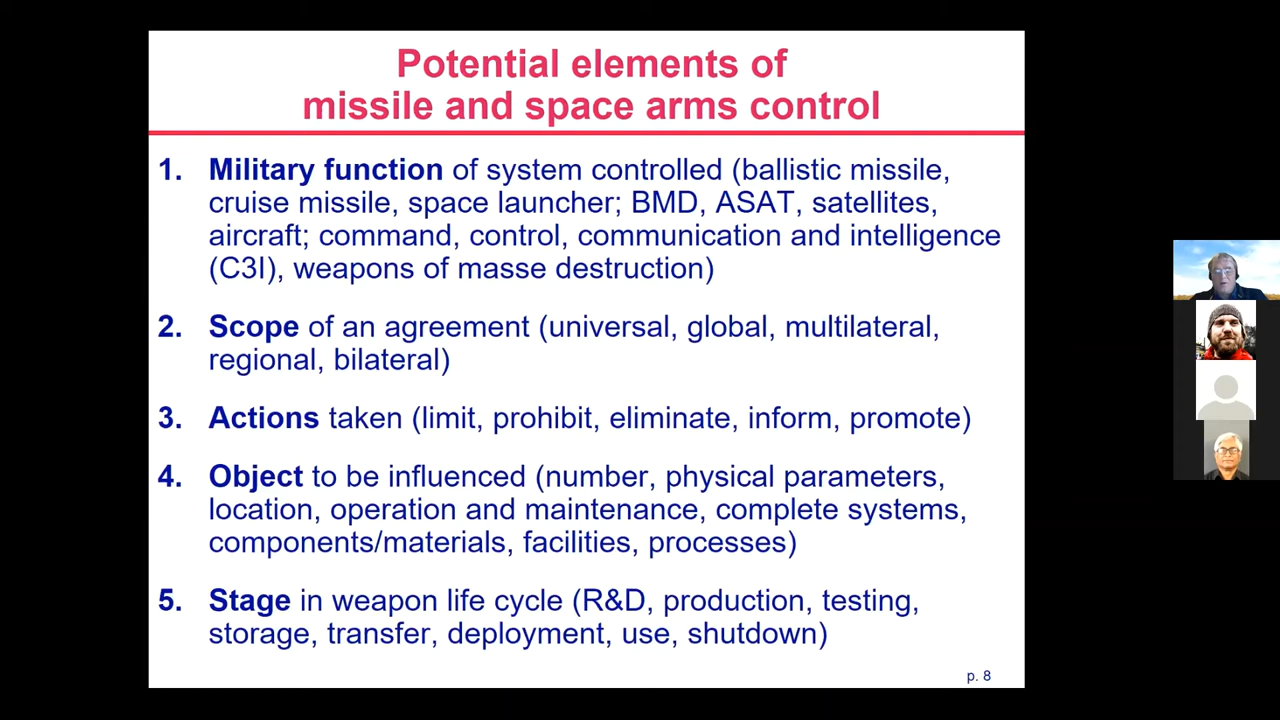 Potential elements of
missile and space arms control
1. Military function of system controlled (ballistic missile,
cruise missile, space launcher; BMD, ASAT, satellites,
aircraft; command, control, communication and intelligence
(C3I), weapons of masse destruction)
2. Scope of an agreement (universal, global, multilateral,
regional, bilateral)
3. Actions taken (limit, prohibit, eliminate, inform, promote)
4. Object to be influenced (number, physical parameters,
location, operation and maintenance, complete systems,
components/materials, facilities, processes)
5. Stage in weapon life cycle (R&D, production, testing,
storage, transfer, deployment, use, shutdown)
p. 8